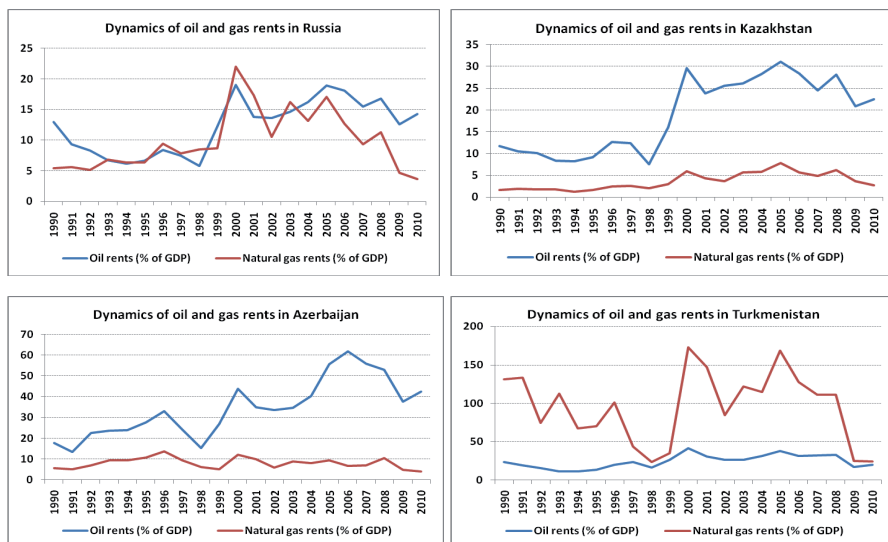 Dynamics of oil and gas rents in Russia
25
20
15
10
5
0
1990 1991 1992 1993 1994 1995 1996 1997 1998 1999 2000 2001 2002 2003 2004 2005 2006 2007 2008 2009 2010
Oil rents (% of GDP) Natural gas rents (% of GDP)
Dynamics of oil and gas rents in Kazakhstan
35
30
25
20
15
10
5
0
1990 1991 1992 1993 1994 1995 1996 1997 1998 1999 2000 2001 2002 2003 2004 2005 2006 2007 2008 2009 2010
Oil rents (% of GDP) Natural gas rents (% of GDP)
Dynamics of oil and gas rents in Azerbaijan
70
60
50
40
30
20
10
0
1990 1991 1992 1993 1994 1995 1996 1997 1998 1999 2000 2001 2002 2003 2004 2005 2006 2007 2008 2009 2010
Oil rents (% of GDP) Natural gas rents (% of GDP)
Dynamics of oil and gas rents in Turkmenistan
200
150
100
50
0
1990 1991 1992 1993 1994 1995 1996 1997 1998 1999 2000 2001 2002 2003 2004 2005 2006 2007 2008 2009 2010
Oil rents (% of GDP) Natural gas rents (% of GDP)